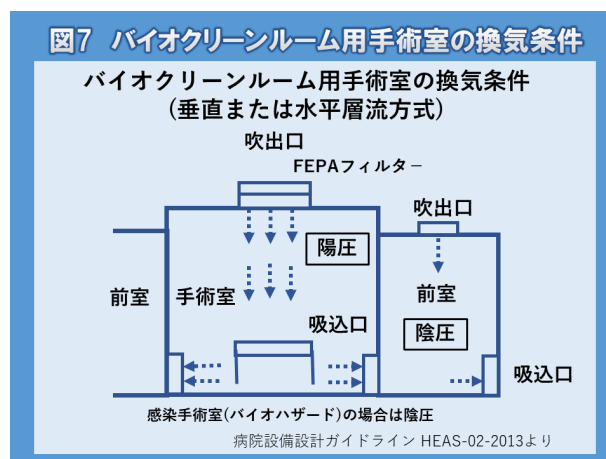 図7 バイオクリーンルーム用手術室の換気条件
バイオクリーンルーム用手術室の換気条件
(垂直または水平層流方式)
吹出口
FEPAフィルター
吹出口
陽圧
前室
手術室
前室
吸込口
陰圧
吸込口
感染手術室(バイオハザード)の場合は陰圧
病院設備設計ガイドライン HEAS-02-2013より